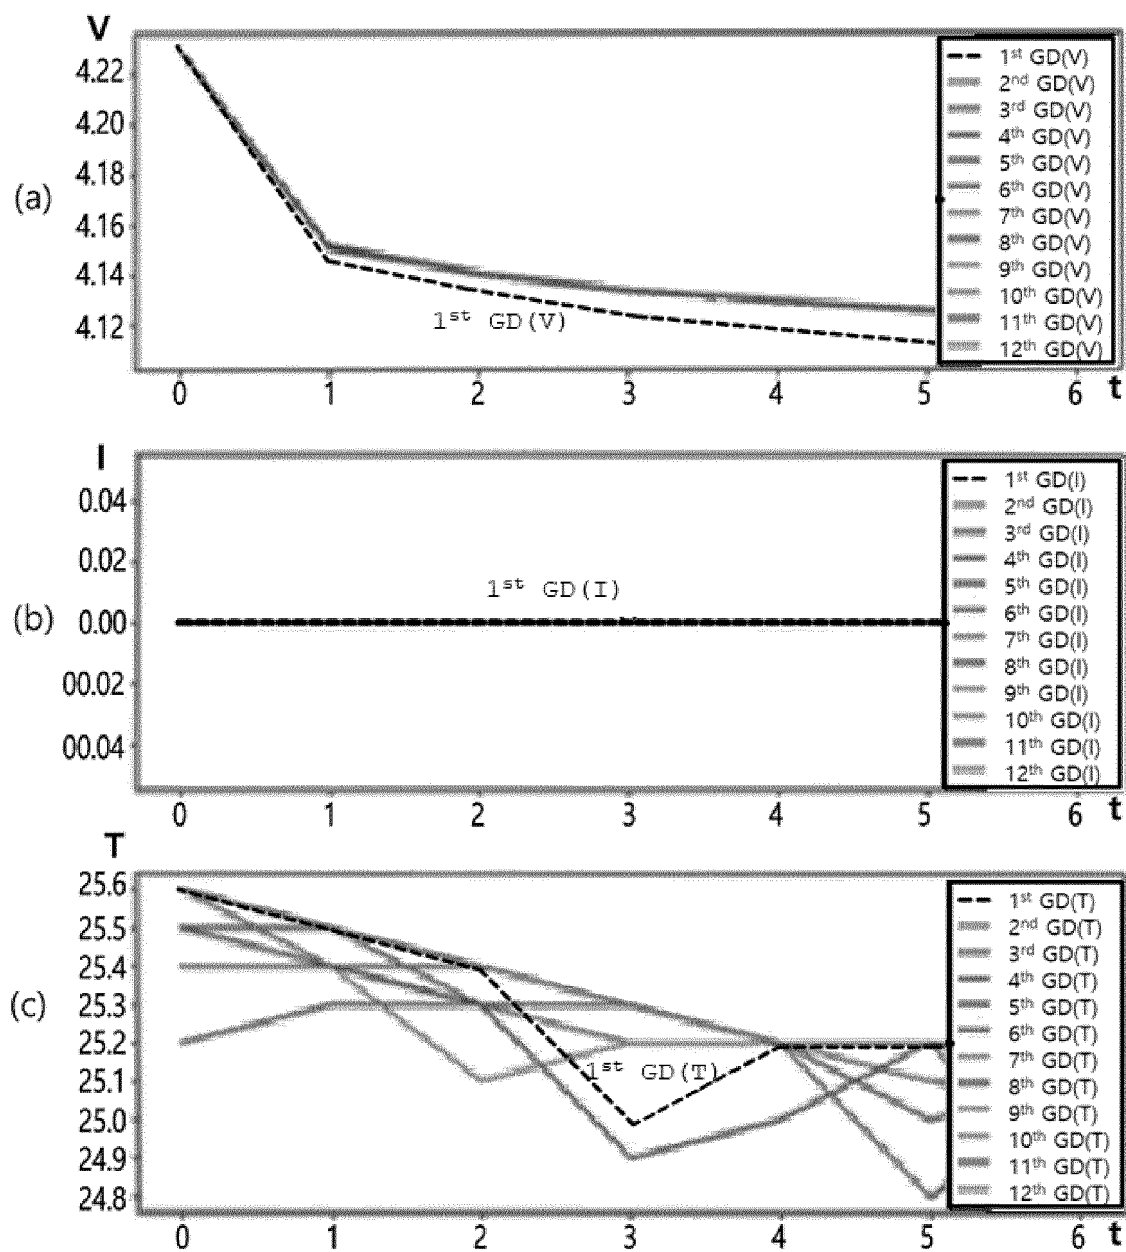 V
4.22
4.20
4.18
4.16
4.14
4.12
(a)
1st GD(V)
0 1 2 3 4 5 6 t
1st GD(V)
2nd GD(V)
3rd GD(V)
4th GD(V)
5th GD(V)
6th GD(V)
7th GD(V)
8th GD(V)
9th GD(V)
10th GD(V)
11th GD(V)
12th GD(V)
I
0.04
0.02
0.00
00.02
00.04
(b)
1st GD(I)
0 1 2 3 4 5 6 t
1st GD(I)
2nd GD(I)
3rd GD(I)
4th GD(I)
5th GD(I)
6th GD(I)
7th GD(I)
8th GD(I)
9th GD(I)
10th GD(I)
11th GD(I)
12th GD(I)
T
25.6
25.5
25.4
25.3
25.2
25.1
25.0
24.9
24.8
(c)
1st GD(T)
0 1 2 3 4 5 6 t
1st GD(T)
2nd GD(T)
3rd GD(T)
4th GD(T)
5th GD(T)
6th GD(T)
7th GD(T)
8th GD(T)
9th GD(T)
10th GD(T)
11th GD(T)
12th GD(T)